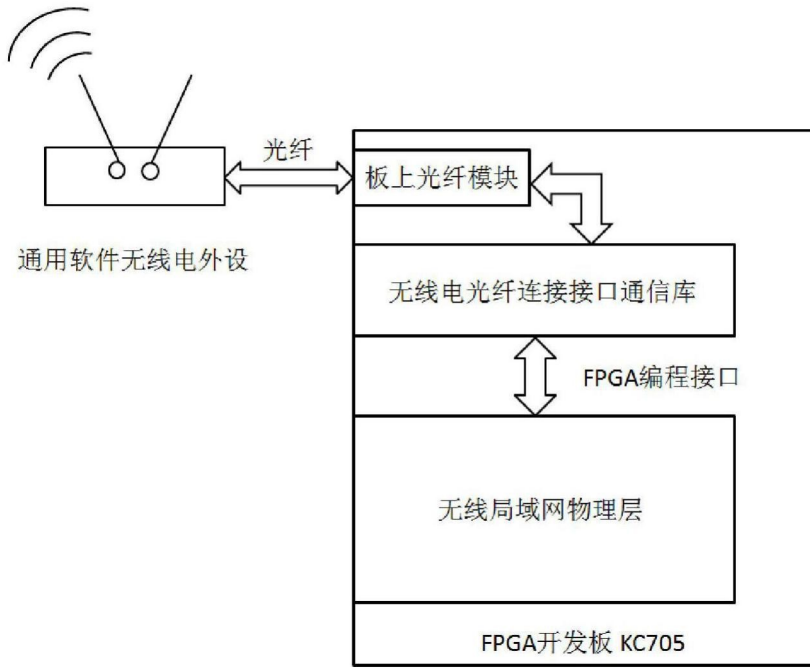 光纤
板上光纤模块
通用软件无线电外设
无线电光纤连接接口通信库
FPGA编程接口
无线局域网物理层
FPGA开发板 KC705